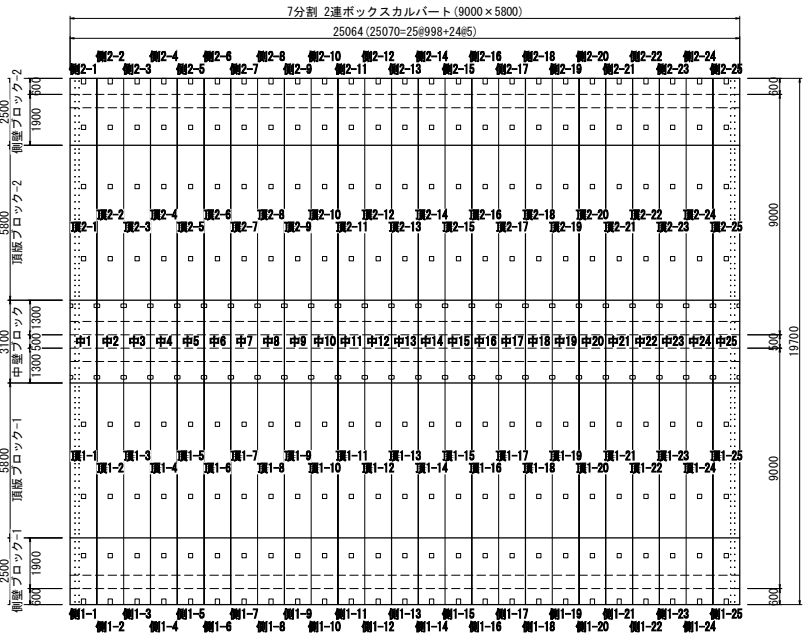 7分割 2連ボックスカルバート(9000×5800)
25064(25070=25@998+24@5)
側2-2 側2-4 側2-6 側2-8 側2-10 側2-12 側2-14 側2-16 側2-18 側2-20 側2-22 側2-24
側2-1 側2-3 側2-5 側2-7 側2-9 側2-11 側2-13 側2-15 側2-17 側2-19 側2-21 側2-23 側2-25
2500
側壁ブロック-2
600
1900
600
5800
頂版ブロック-2
9000
頂2-2 頂2-4 頂2-6 頂2-8 頂2-10 頂2-12 頂2-14 頂2-16 頂2-18 頂2-20 頂2-22 頂2-24
頂2-1 頂2-3 頂2-5 頂2-7 頂2-9 頂2-11 頂2-13 頂2-15 頂2-17 頂2-19 頂2-21 頂2-23 頂2-25
3100
中壁ブロック
1300
500
1300
中1 中2 中3 中4 中5 中6 中7 中8 中9 中10 中11 中12 中13 中14 中15 中16 中17 中18 中19 中20 中21 中22 中23 中24 中25
500
19700
5800
頂版ブロック-1
頂1-1 頂1-3 頂1-5 頂1-7 頂1-9 頂1-11 頂1-13 頂1-15 頂1-17 頂1-19 頂1-21 頂1-23 頂1-25
頂1-2 頂1-4 頂1-6 頂1-8 頂1-10 頂1-12 頂1-14 頂1-16 頂1-18 頂1-20 頂1-22 頂1-24
9000
2500
側壁ブロック-1
1900
600
600
側1-1 側1-3 側1-5 側1-7 側1-9 側1-11 側1-13 側1-15 側1-17 側1-19 側1-21 側1-23 側1-25
側1-2 側1-4 側1-6 側1-8 側1-10 側1-12 側1-14 側1-16 側1-18 側1-20 側1-22 側1-24